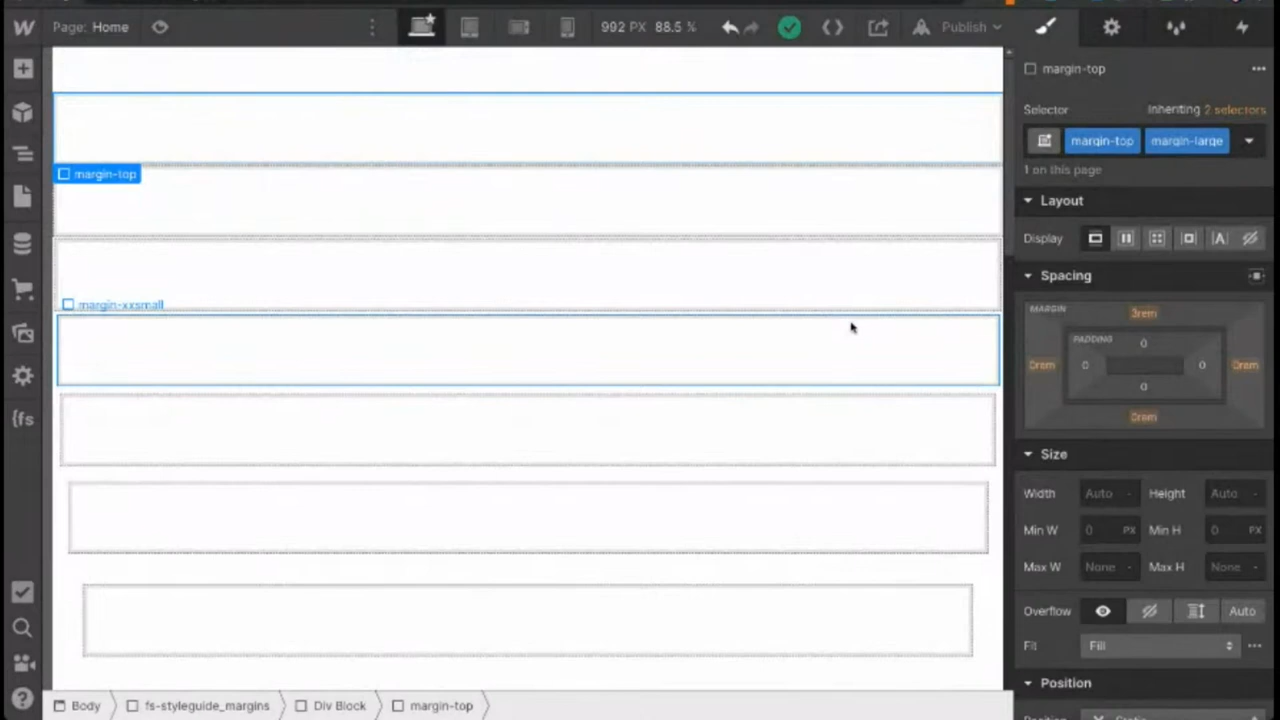 Page: Home
992 PX 88.5 %
Publish
margin-top
Selector
Inheriting 2 selectors
margin-top
margin-large
1 on this page
Layout
Display
Spacing
MARGIN
3rem
PADDING
0
0rem
0
0
0rem
0
0rem
Size
Width
Auto
-
Height
Auto
-
Min W
0
PX
Min H
0
PX
Max W
None
-
Max H
None
-
Overflow
Auto
Fit
Fill
Position
Static
margin-top
margin-xxsmall
{fs
Body
fs-styleguide_margins
Div Block
margin-top